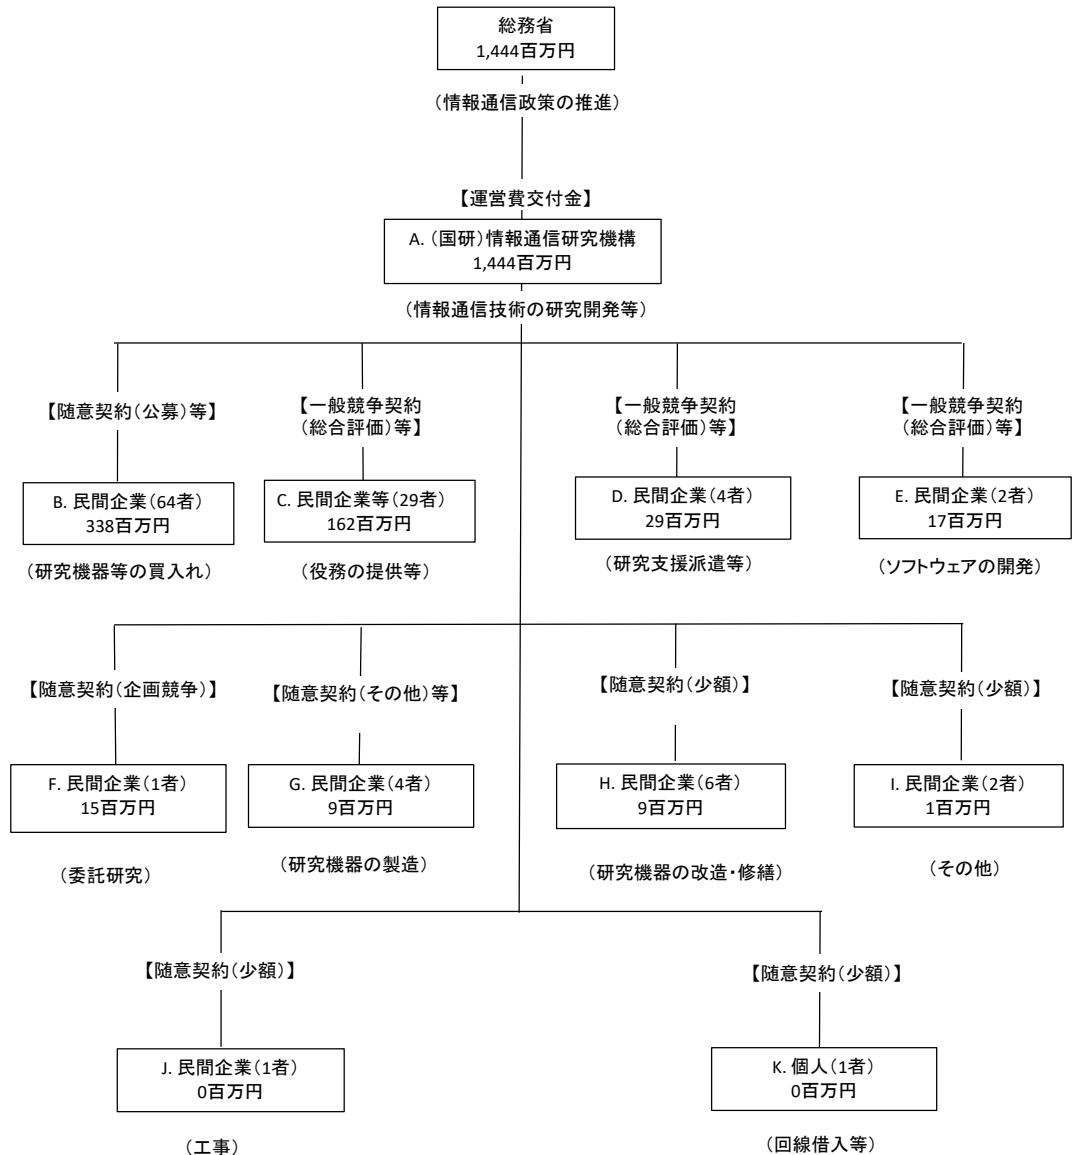 総務省
1,444百万円
（情報通信政策の推進）
【運営費交付金】
A. （国研）情報通信研究機構
1,444百万円
（情報通信技術の研究開発等）
【随意契約（公募）等】
B. 民間企業（64者）
338百万円
（研究機器等の買入れ）
【一般競争契約
（総合評価）等】
C. 民間企業等（29者）
162百万円
（役務の提供等）
【一般競争契約
（総合評価）等】
D. 民間企業（4者）
29百万円
（研究支援派遣等）
【一般競争契約
（総合評価）等】
E. 民間企業（2者）
17百万円
（ソフトウェアの開発）
【随意契約（企画競争）】
F. 民間企業（1者）
15百万円
（委託研究）
【随意契約（その他）等】
G. 民間企業（4者）
9百万円
（研究機器の製造）
【随意契約（少額）】
H. 民間企業（6者）
9百万円
（研究機器の改造・修繕）
【随意契約（少額）】
I. 民間企業（2者）
1百万円
（その他）
【随意契約（少額）】
J. 民間企業（1者）
0百万円
（工事）
【随意契約（少額）】
K. 個人（1者）
0百万円
（回線借入等）